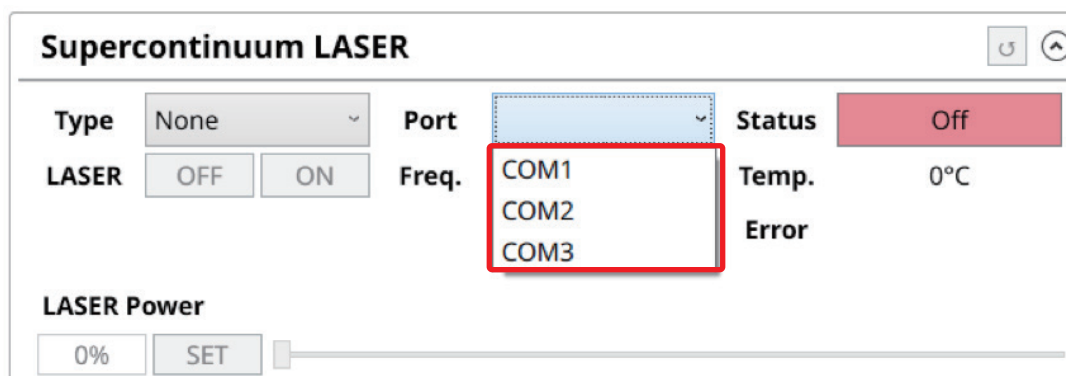 Supercontinuum LASER
Type None Port Status Off
LASER OFF ON Freq. COM1 Temp. 0°C
COM2
Error
COM3
LASER Power
0% SET